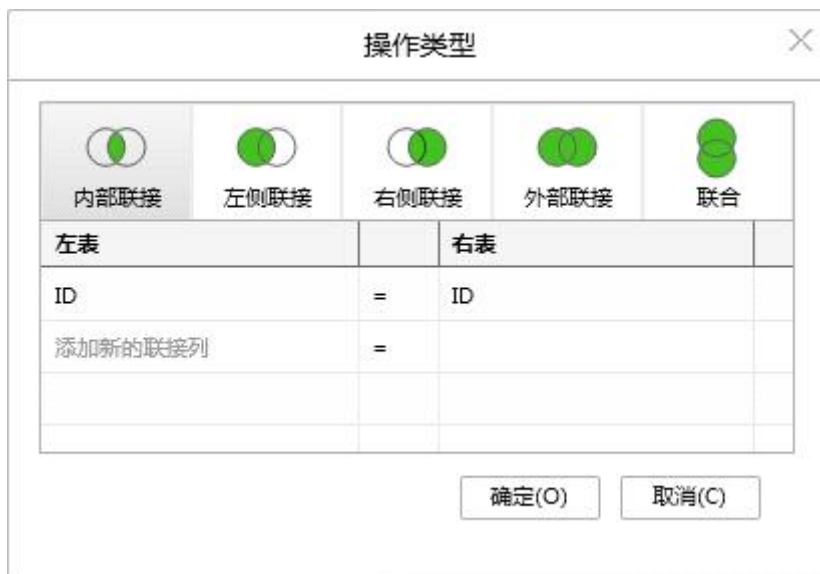 操作类型
内部联接 左侧联接 右侧联接 外部联接 联合
左表 右表
ID = ID
添加新的联接列 =
确定(O) 取消(C)